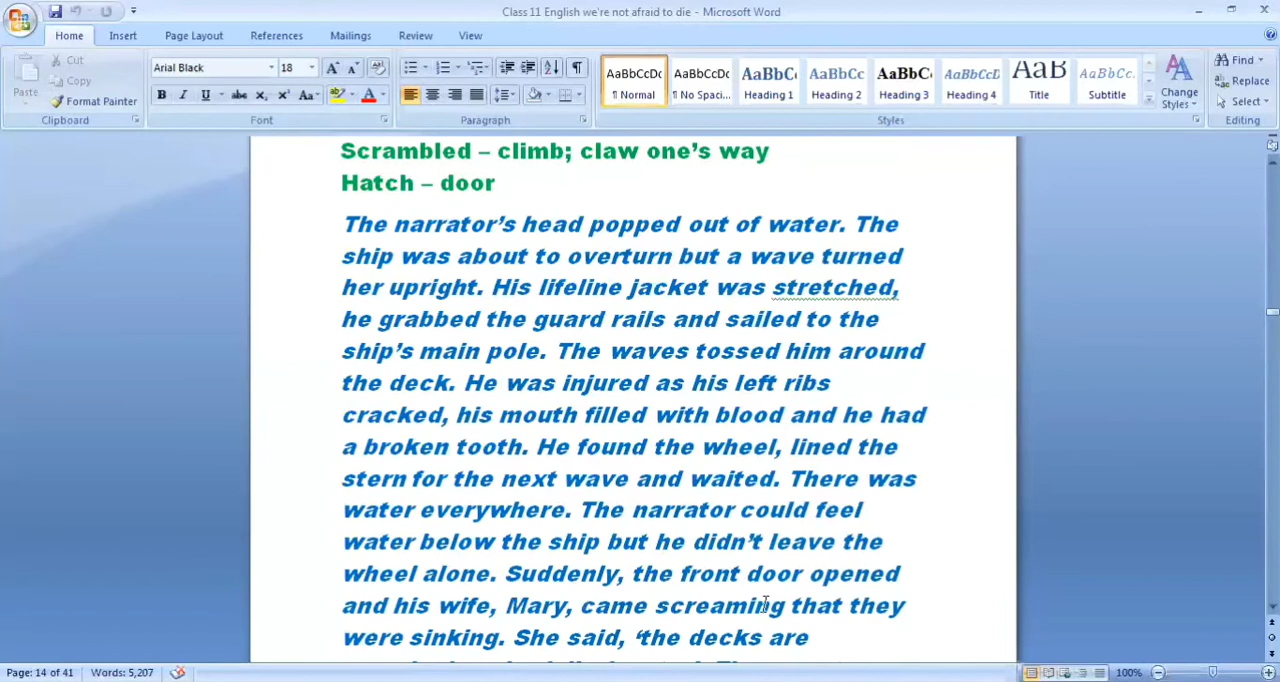 Class 11 English we're not afraid to die - Microsoft Word
Home Insert Page Layout References Mailings Review View
Cut
Copy
Format Painter
Paste
Arial Black 18
AaBbCcDc AaBbCcDc AaBbC AaBbCc AaBbC AaBbCcD AaB AaBbCc.
¶ Normal ¶ No Spaci... Heading 1 Heading 2 Heading 3 Heading 4 Title Subtitle
Change Styles
Find
Replace
Select
Clipboard Font Paragraph Styles Editing
Scrambled – climb; claw one's way
Hatch – door
The narrator's head popped out of water. The
ship was about to overturn but a wave turned
her upright. His lifeline jacket was stretched,
he grabbed the guard rails and sailed to the
ship's main pole. The waves tossed him around
the deck. He was injured as his left ribs
cracked, his mouth filled with blood and he had
a broken tooth. He found the wheel, lined the
stern for the next wave and waited. There was
water everywhere. The narrator could feel
water below the ship but he didn't leave the
wheel alone. Suddenly, the front door opened
and his wife, Mary, came screaming that they
were sinking. She said, 'the decks are
Page: 14 of 41 Words: 5,207 100%